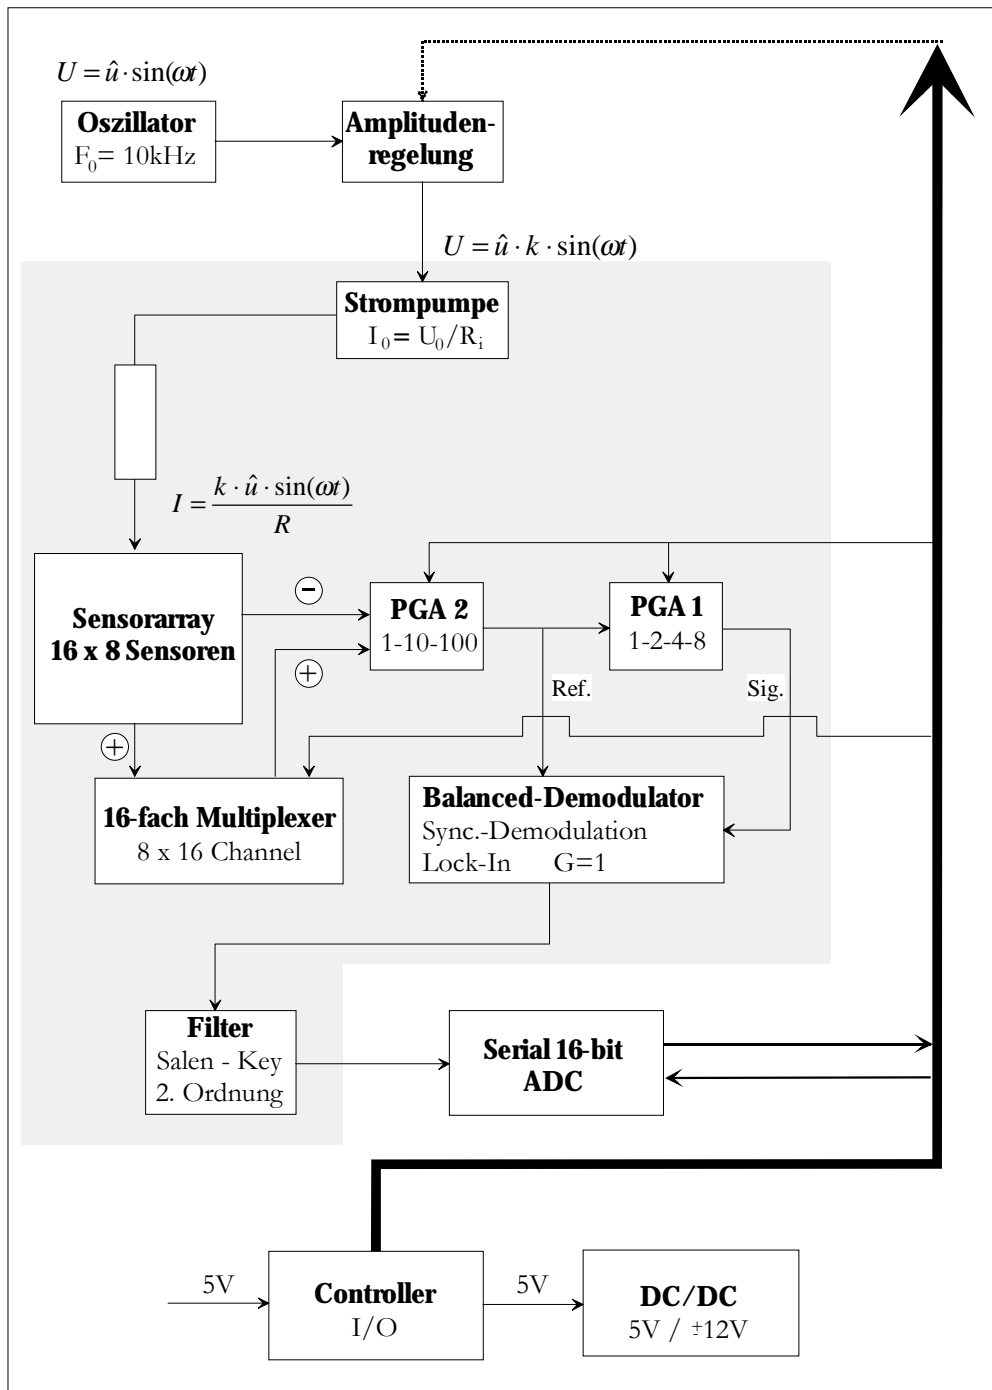 U = û · sin(ωt)
Oszillator
F₀= 10kHz
Amplituden-
regelung
U = û · k · sin(ωt)
Strompumpe
I₀= U₀/Rᵢ
I = k · û · sin(ωt) / R
Sensorarray
16 x 8 Sensoren
−
+
+
PGA 2
1-10-100
PGA 1
1-2-4-8
Ref.
Sig.
16-fach Multiplexer
8 x 16 Channel
Balanced-Demodulator
Sync.-Demodulation
Lock-In G=1
Filter
Salen - Key
2. Ordnung
Serial 16-bit
ADC
5V
Controller
I/O
5V
DC/DC
5V / ±12V